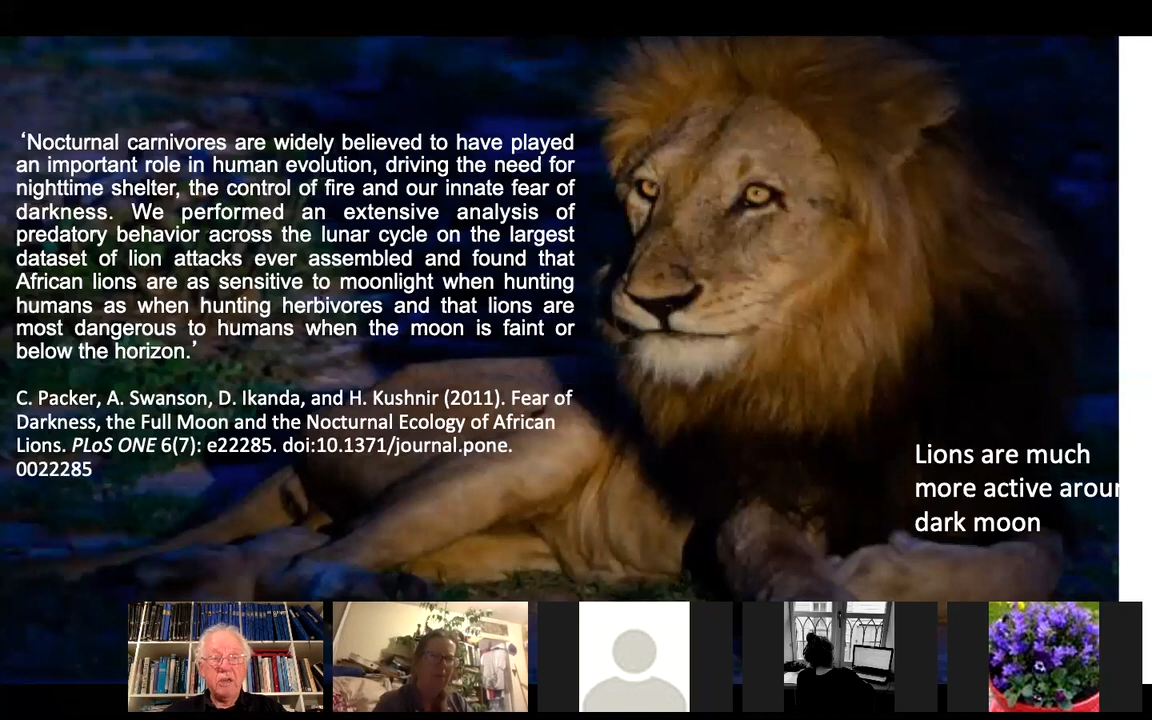 ‘Nocturnal carnivores are widely believed to have played
an important role in human evolution, driving the need for
nighttime shelter, the control of fire and our innate fear of
darkness. We performed an extensive analysis of
predatory behavior across the lunar cycle on the largest
dataset of lion attacks ever assembled and found that
African lions are as sensitive to moonlight when hunting
humans as when hunting herbivores and that lions are
most dangerous to humans when the moon is faint or
below the horizon.’
C. Packer, A. Swanson, D. Ikanda, and H. Kushnir (2011). Fear of
Darkness, the Full Moon and the Nocturnal Ecology of African
Lions. PLoS ONE 6(7): e22285. doi:10.1371/journal.pone.
0022285
Lions are much
more active aroun
dark moon